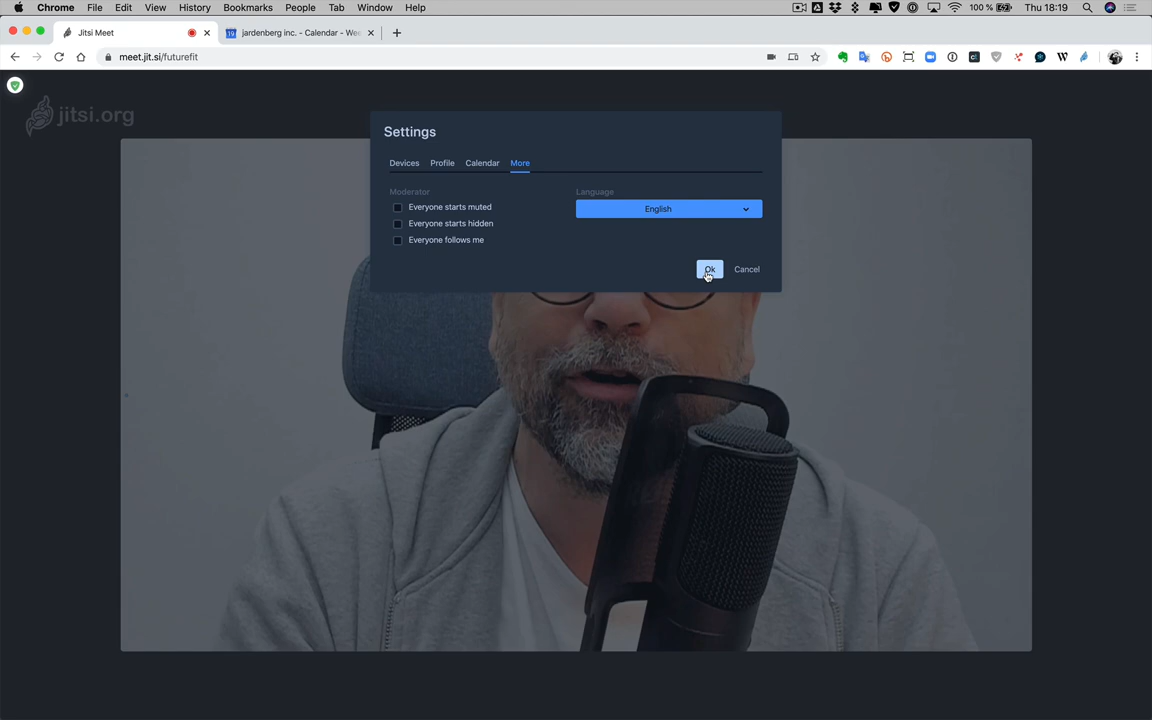 Chrome File Edit View History Bookmarks People Tab Window Help 100 % Thu 18:19
Jitsi Meet
19 jardenberg inc. - Calendar - Wee
meet.jit.si/futurefit
jitsi.org
Settings
Devices Profile Calendar More
Moderator
Everyone starts muted
Everyone starts hidden
Everyone follows me
Language
English
Ok Cancel